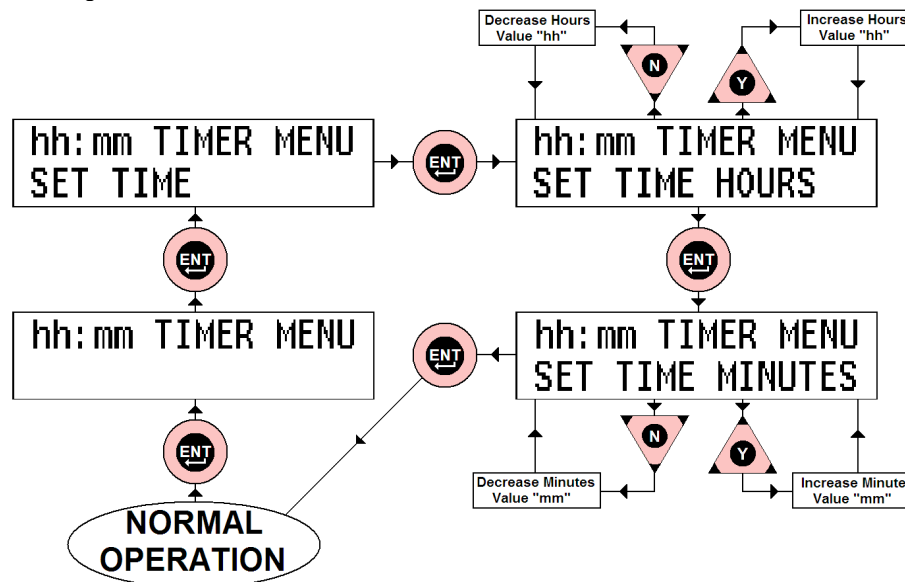 Decrease Hours
Value "hh"
Increase Hours
Value "hh"
N
Y
hh:mm TIMER MENU
SET TIME
ENT
hh:mm TIMER MENU
SET TIME HOURS
ENT
ENT
hh:mm TIMER MENU
ENT
hh:mm TIMER MENU
SET TIME MINUTES
ENT
N
Y
Decrease Minutes
Value "mm"
Increase Minutes
Value "mm"
NORMAL
OPERATION